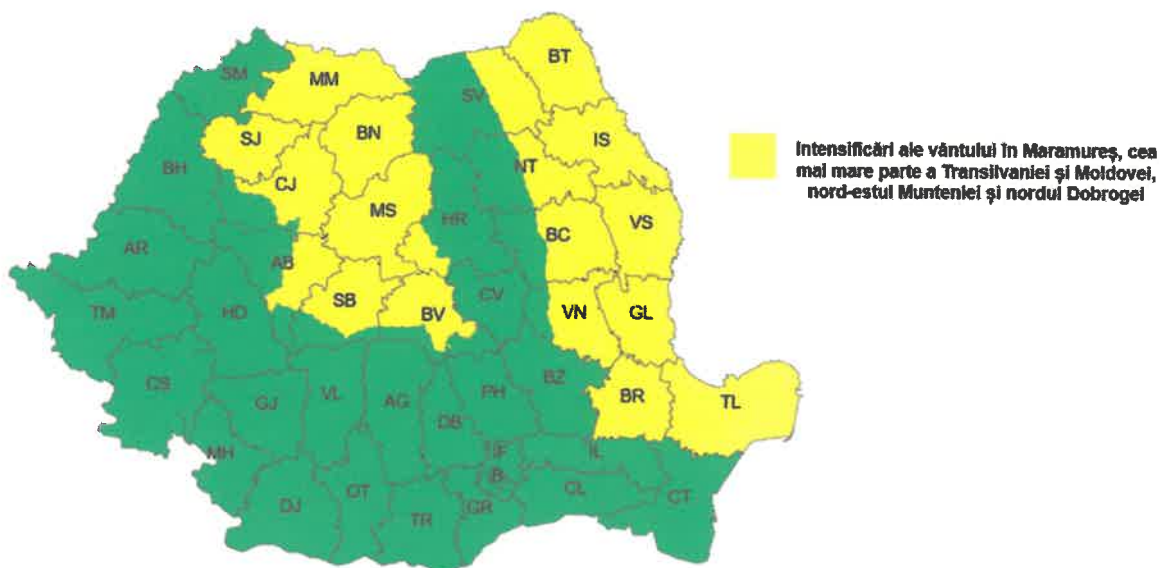 BT
SM
MM
SV
BN
IS
SJ
NT
BH
CJ
MS
HR
VS
BC
AR
AB
SB
CV
TM
HD
BV
VN
GL
BZ
CS
VL
PH
BR
TL
GJ
AG
DB
MH
IF
IL
B
CL
CT
DJ
OT
TR
GR
Intensificări ale vântului în Maramureș, cea
mai mare parte a Transilvaniei și Moldovei,
nord-estul Munteniei și nordul Dobrogei